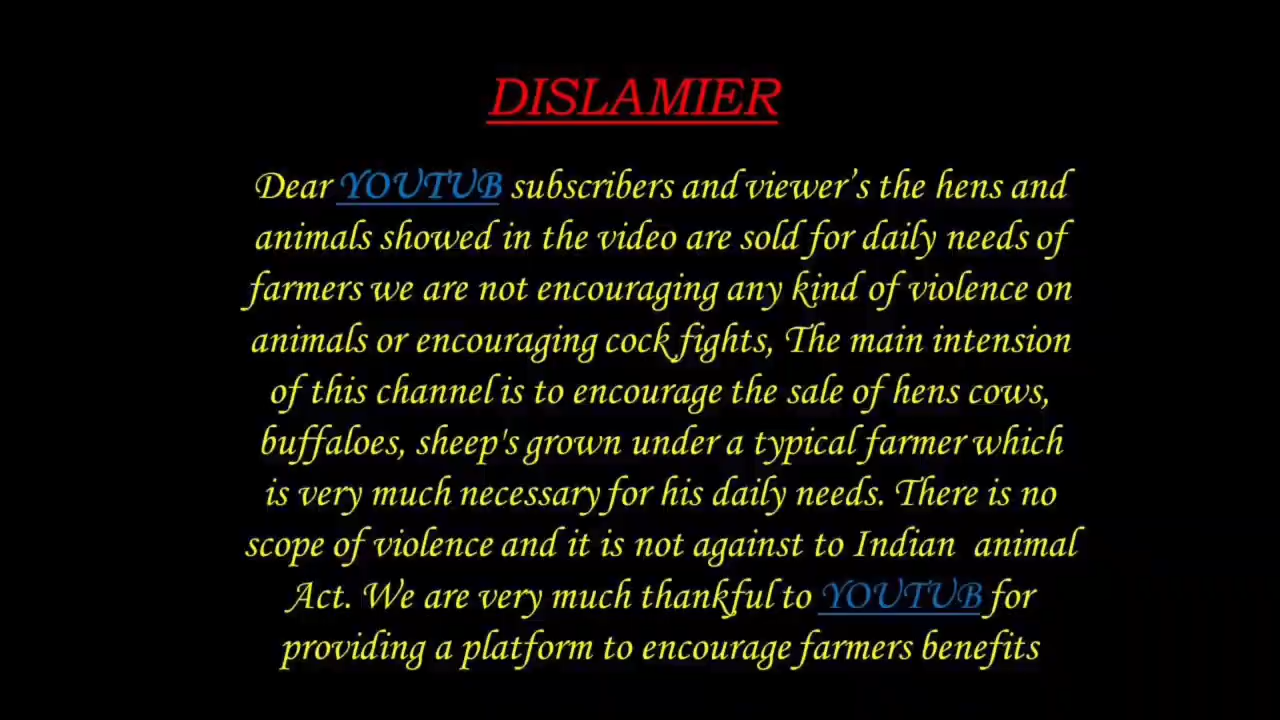 DISLAMIER
Dear YOUTUB subscribers and viewer's the hens and
animals showed in the video are sold for daily needs of
farmers we are not encouraging any kind of violence on
animals or encouraging cock fights, The main intension
of this channel is to encourage the sale of hens cows,
buffaloes, sheep's grown under a typical farmer which
is very much necessary for his daily needs. There is no
scope of violence and it is not against to Indian animal
Act. We are very much thankful to YOUTUB for
providing a platform to encourage farmers benefits